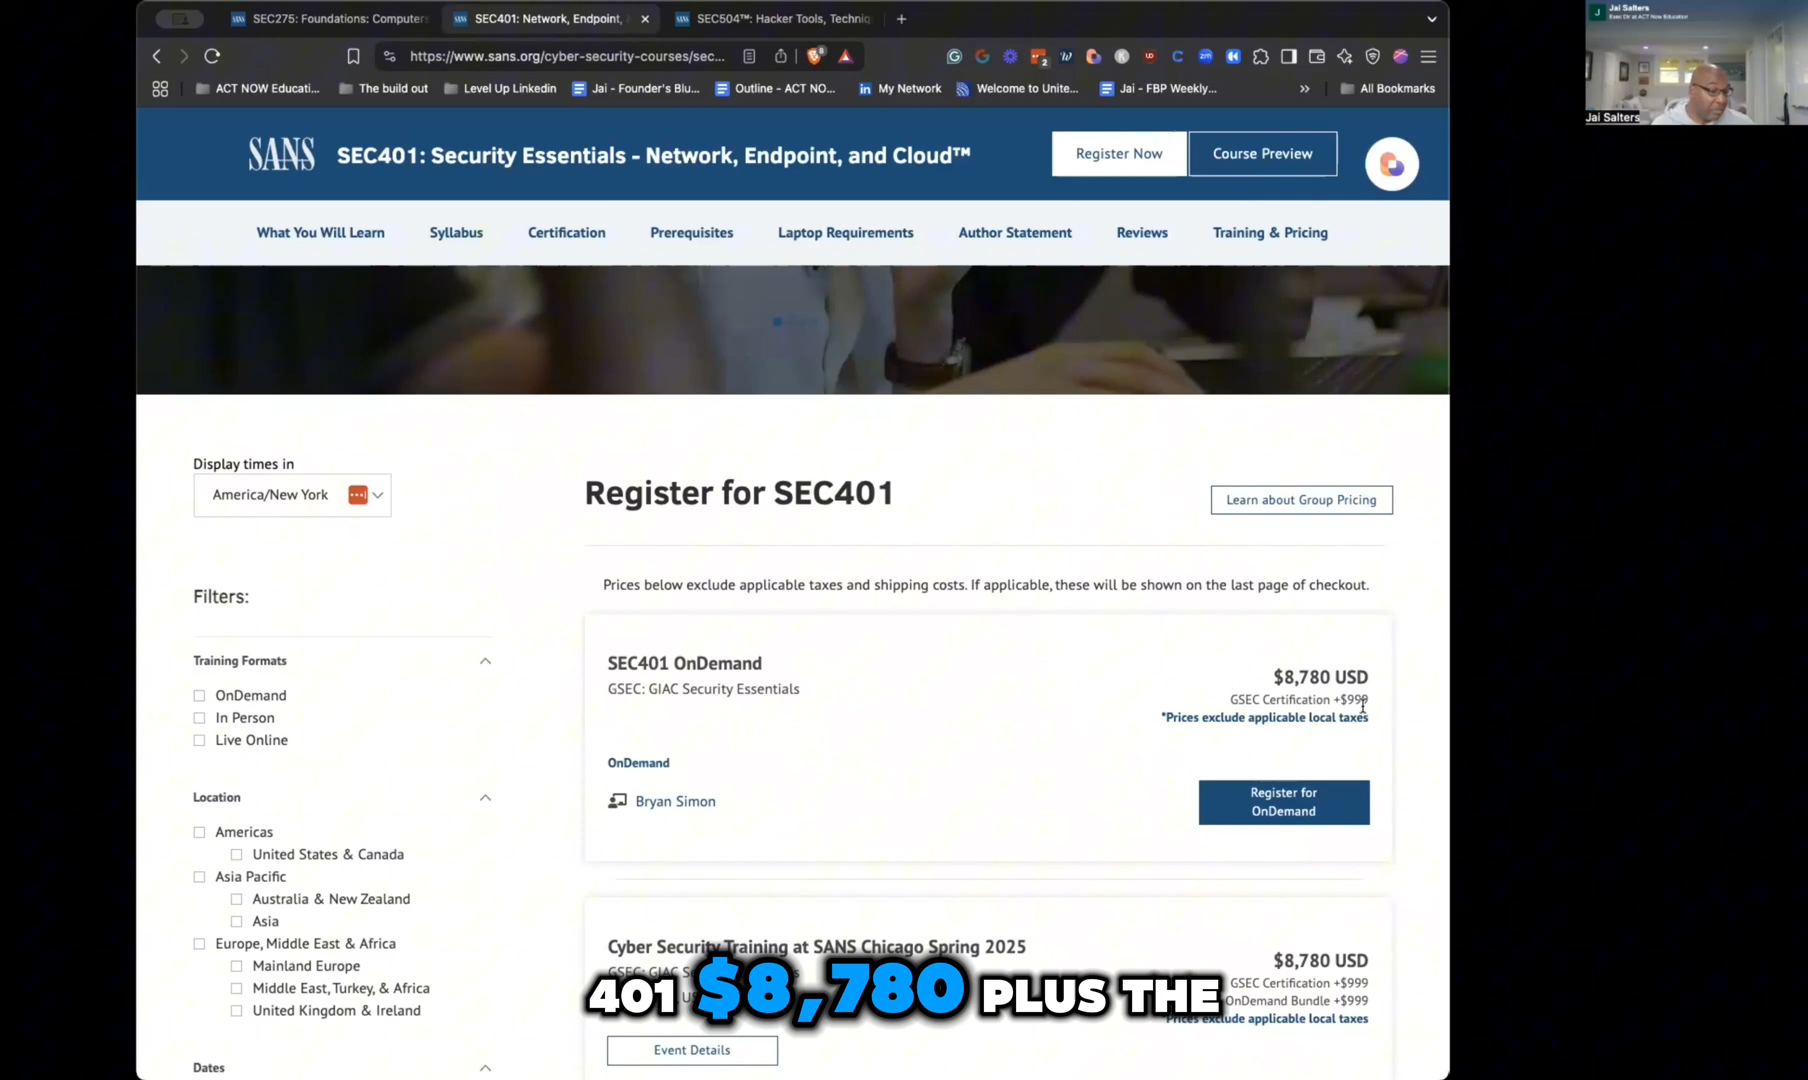 SEC275: Foundations: Computers
SEC401: Network, Endpoint,
SEC504™: Hacker Tools, Techniq
https://www.sans.org/cyber-security-courses/sec...
ACT NOW Educati...
The build out
Level Up Linkedin
Jai - Founder's Blu...
Outline - ACT NO...
My Network
Welcome to Unite...
Jai - FBP Weekly...
»
All Bookmarks
SANS
SEC401: Security Essentials - Network, Endpoint, and Cloud™
Register Now
Course Preview
What You Will Learn
Syllabus
Certification
Prerequisites
Laptop Requirements
Author Statement
Reviews
Training & Pricing
Display times in
America/New York
Filters:
Training Formats
OnDemand
In Person
Live Online
Location
Americas
United States & Canada
Asia Pacific
Australia & New Zealand
Asia
Europe, Middle East & Africa
Mainland Europe
Middle East, Turkey, & Africa
United Kingdom & Ireland
Dates
Register for SEC401
Learn about Group Pricing
Prices below exclude applicable taxes and shipping costs. If applicable, these will be shown on the last page of checkout.
SEC401 OnDemand
GSEC: GIAC Security Essentials
$8,780 USD
GSEC Certification +$999
*Prices exclude applicable local taxes
OnDemand
Bryan Simon
Register for
OnDemand
Cyber Security Training at SANS Chicago Spring 2025
$8,780 USD
GSEC Certification +$999
OnDemand Bundle +$999
Prices exclude applicable local taxes
Event Details
401 $8,780 PLUS THE
Jai Salters
Exec Dir at ACT Now Education
Jai Salters